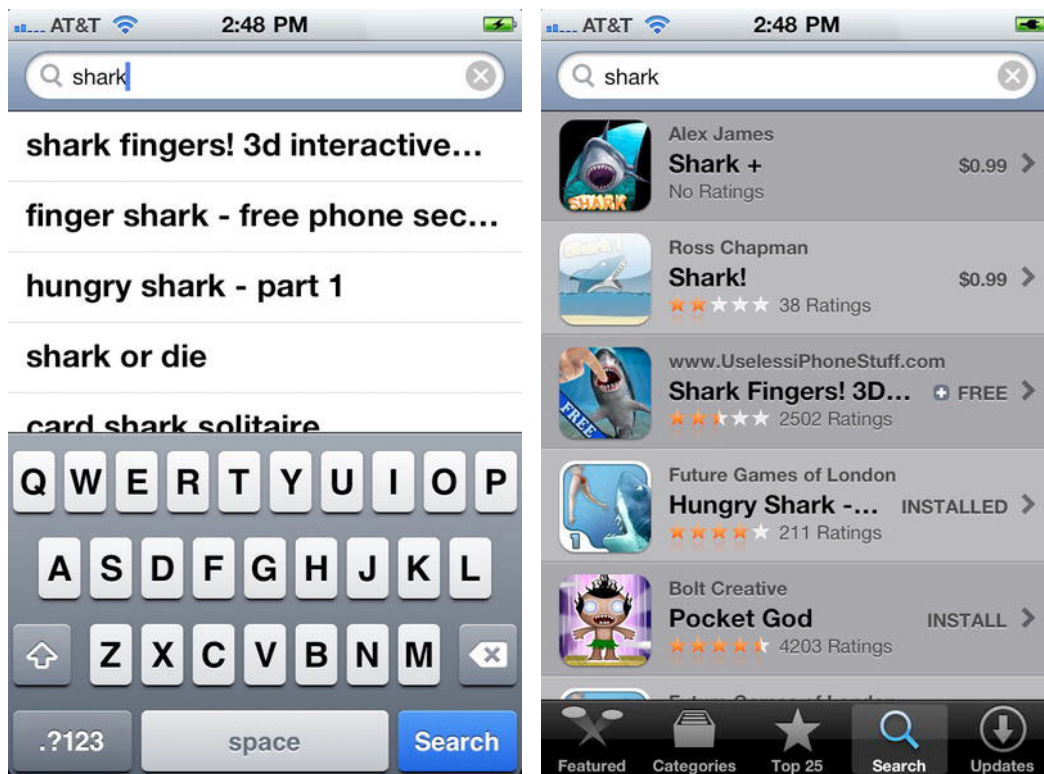 AT&T 2:48 PM
shark
shark fingers! 3d interactive...
finger shark - free phone sec...
hungry shark - part 1
shark or die
card shark solitaire
Q W E R T Y U I O P
A S D F G H J K L
Z X C V B N M
.?123 space Search
AT&T 2:48 PM
shark
SHARK
Alex James
Shark +
$0.99
No Ratings
Ross Chapman
Shark!
$0.99
38 Ratings
FREE
www.UselessiPhoneStuff.com
Shark Fingers! 3D...
FREE
2502 Ratings
1
Future Games of London
Hungry Shark -...
INSTALLED
211 Ratings
Bolt Creative
Pocket God
INSTALL
4203 Ratings
Future Games of London
Featured Categories Top 25 Search Updates